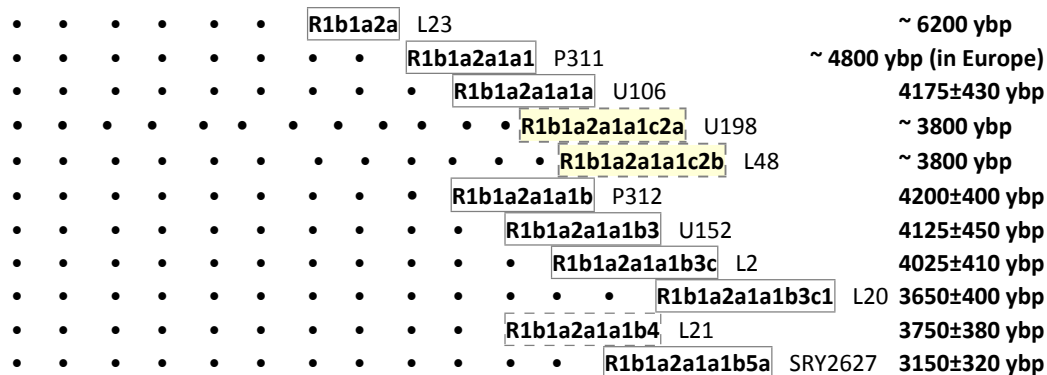 • • • • • • R1b1a2a L23 ~ 6200 ybp
• • • • • • • • R1b1a2a1a1 P311 ~ 4800 ybp (in Europe)
• • • • • • • • • R1b1a2a1a1a U106 4175±430 ybp
• • • • • • • • • • • • R1b1a2a1a1c2a U198 ~ 3800 ybp
• • • • • • • • • • • • R1b1a2a1a1c2b L48 ~ 3800 ybp
• • • • • • • • • R1b1a2a1a1b P312 4200±400 ybp
• • • • • • • • • • R1b1a2a1a1b3 U152 4125±450 ybp
• • • • • • • • • • • R1b1a2a1a1b3c L2 4025±410 ybp
• • • • • • • • • • • • • R1b1a2a1a1b3c1 L20 3650±400 ybp
• • • • • • • • • • R1b1a2a1a1b4 L21 3750±380 ybp
• • • • • • • • • • • • R1b1a2a1a1b5a SRY2627 3150±320 ybp